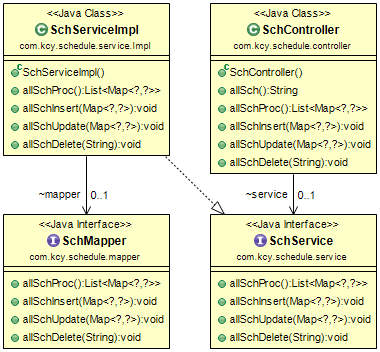 <<Java Class>>
SchServiceImpl
com.kcy.schedule.service.Impl
SchServiceImpl()
allSchProc():List<Map<?,?>>
allSchInsert(Map<?,?>):void
allSchUpdate(Map<?,?>):void
allSchDelete(String):void
<<Java Class>>
SchController
com.kcy.schedule.controller
SchController()
allSch():String
allSchProc():List<Map<?,?>>
allSchInsert(Map<?,?>):void
allSchUpdate(Map<?,?>):void
allSchDelete(String):void
~mapper
0..1
~service
0..1
<<Java Interface>>
SchMapper
com.kcy.schedule.mapper
allSchProc():List<Map<?,?>>
allSchInsert(Map<?,?>):void
allSchUpdate(Map<?,?>):void
allSchDelete(String):void
<<Java Interface>>
SchService
com.kcy.schedule.service
allSchProc():List<Map<?,?>>
allSchInsert(Map<?,?>):void
allSchUpdate(Map<?,?>):void
allSchDelete(String):void